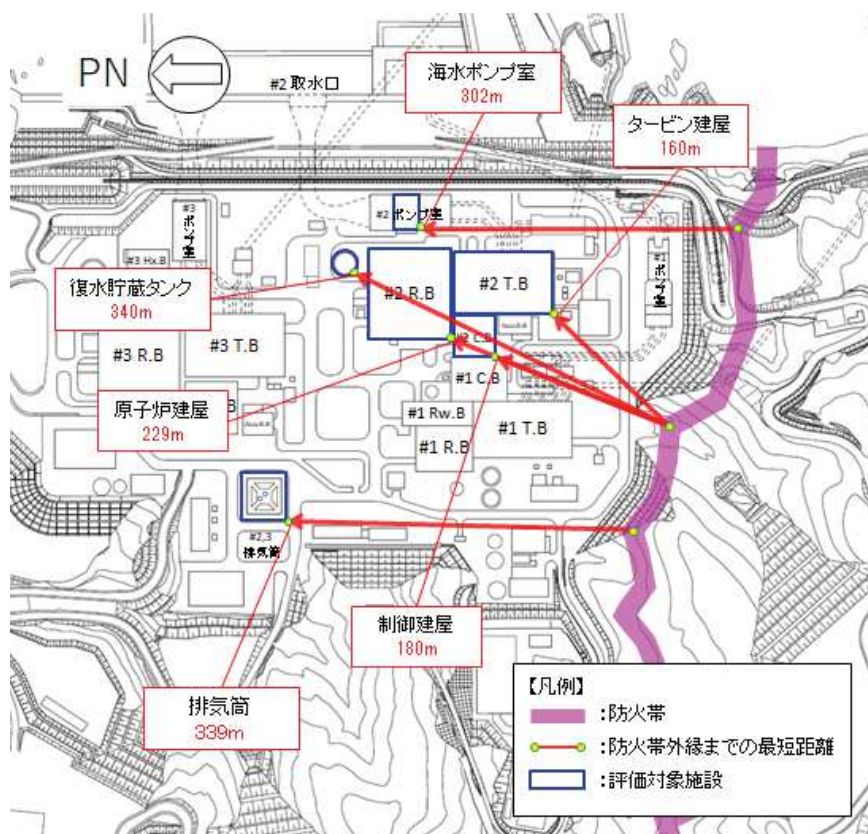 PN
#2 取水口
海水ポンプ室
302m
タービン建屋
160m
#3
ポンプ室
#2 ポンプ室
#3 Hx.B
#1
ポンプ室
復水貯蔵タンク
340m
#2 R.B
#2 T.B
#2 C.B
#3 R.B
#3 T.B
#1 C.B
原子炉建屋
229m
#1 Rw.B
#1 R.B
#1 T.B
#2,3
排気筒
制御建屋
180m
排気筒
339m
【凡例】
:防火帯
:防火帯外縁までの最短距離
:評価対象施設